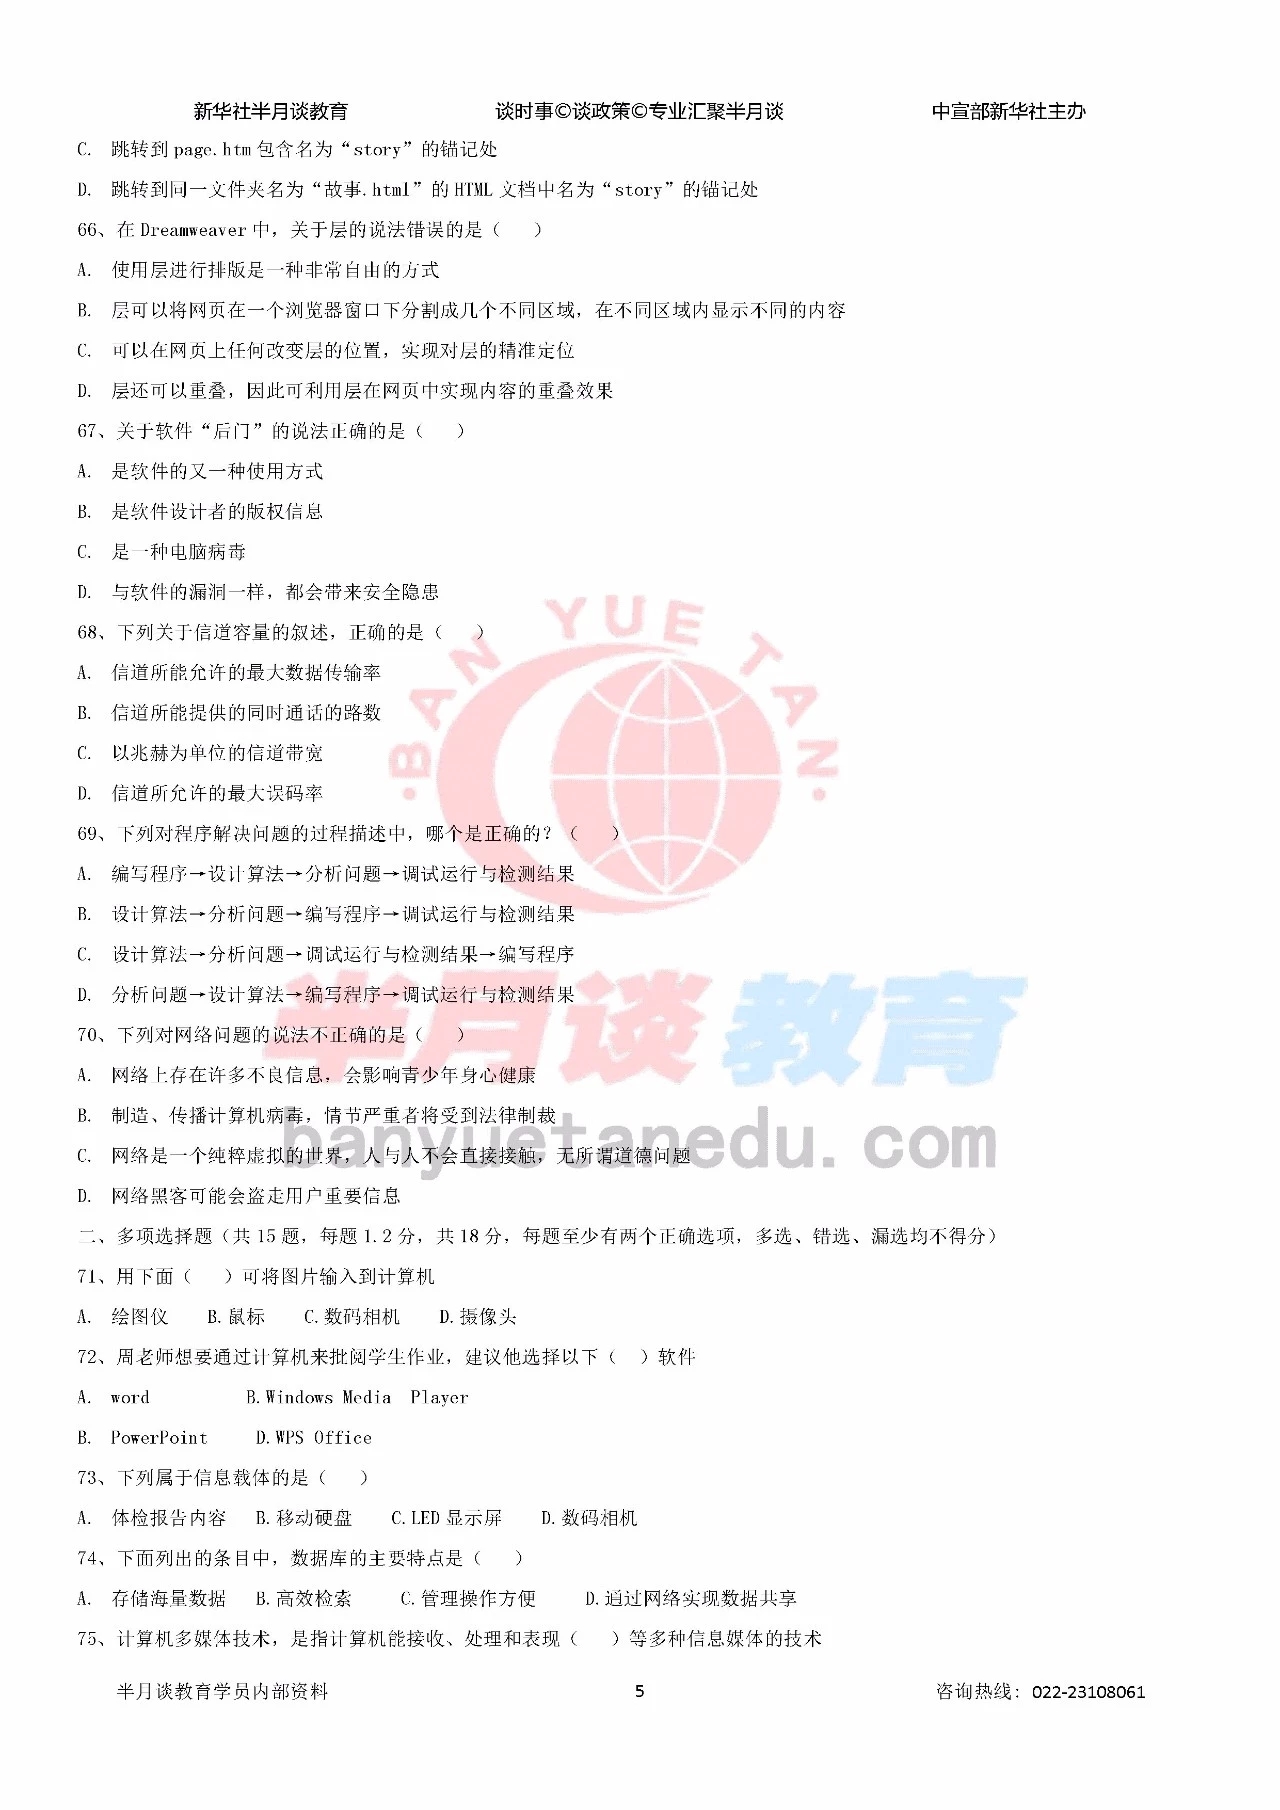 新华社半月谈教育 谈时事©谈政策©专业汇聚半月谈 中宣部新华社主办
C. 跳转到 page.htm 包含名为“story”的锚记处
D. 跳转到同一文件夹名为“故事.html”的 HTML 文档中名为“story”的锚记处
66、在 Dreamweaver 中，关于层的说法错误的是（ ）
A. 使用层进行排版是一种非常自由的方式
B. 层可以将网页在一个浏览器窗口下分割成几个不同区域，在不同区域内显示不同的内容
C. 可以在网页上任何改变层的位置，实现对层的精准定位
D. 层还可以重叠，因此可利用层在网页中实现内容的重叠效果
67、关于软件“后门”的说法正确的是（ ）
A. 是软件的又一种使用方式
B. 是软件设计者的版权信息
C. 是一种电脑病毒
D. 与软件的漏洞一样，都会带来安全隐患
68、下列关于信道容量的叙述，正确的是（ ）
A. 信道所能允许的最大数据传输率
B. 信道所能提供的同时通话的路数
C. 以兆赫为单位的信道带宽
D. 信道所允许的最大误码率
69、下列对程序解决问题的过程描述中，哪个是正确的？（ ）
A. 编写程序→设计算法→分析问题→调试运行与检测结果
B. 设计算法→分析问题→编写程序→调试运行与检测结果
C. 设计算法→分析问题→调试运行与检测结果→编写程序
D. 分析问题→设计算法→编写程序→调试运行与检测结果
70、下列对网络问题的说法不正确的是（ ）
A. 网络上存在许多不良信息，会影响青少年身心健康
B. 制造、传播计算机病毒，情节严重者将受到法律制裁
C. 网络是一个纯粹虚拟的世界，人与人不会直接接触，无所谓道德问题
D. 网络黑客可能会盗走用户重要信息
二、多项选择题（共 15 题，每题 1.2 分，共 18 分，每题至少有两个正确选项，多选、错选、漏选均不得分）
71、用下面（ ）可将图片输入到计算机
A. 绘图仪 B.鼠标 C.数码相机 D.摄像头
72、周老师想要通过计算机来批阅学生作业，建议他选择以下（ ）软件
A. word B.Windows Media Player
B. PowerPoint D.WPS Office
73、下列属于信息载体的是（ ）
A. 体检报告内容 B.移动硬盘 C.LED 显示屏 D.数码相机
74、下面列出的条目中，数据库的主要特点是（ ）
A. 存储海量数据 B.高效检索 C.管理操作方便 D.通过网络实现数据共享
75、计算机多媒体技术，是指计算机能接收、处理和表现（ ）等多种信息媒体的技术
半月谈教育学员内部资料 5 咨询热线：022-23108061
·BAN YUE TAN·
半月谈教育
banyuetanedu.com